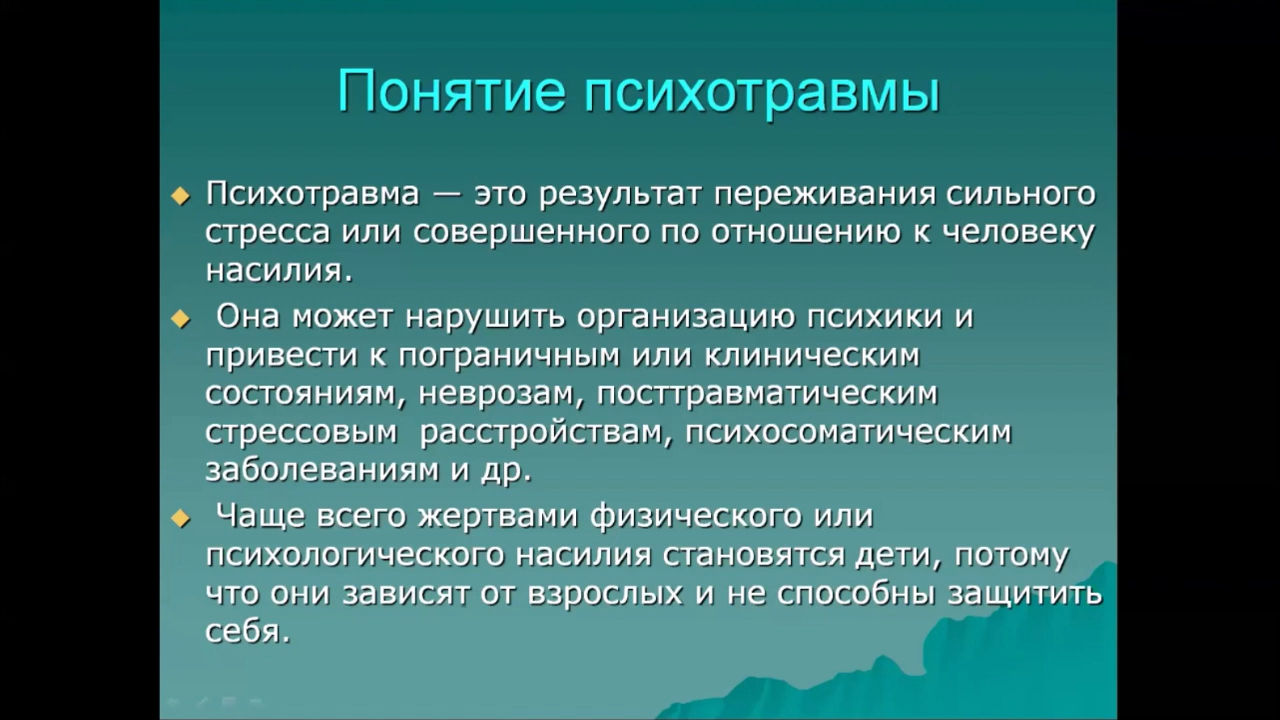 Понятие психотравмы
Психотравма — это результат переживания сильного
стресса или совершенного по отношению к человеку
насилия.
Она может нарушить организацию психики и
привести к пограничным или клиническим
состояниям, неврозам, посттравматическим
стрессовым расстройствам, психосоматическим
заболеваниям и др.
Чаще всего жертвами физического или
психологического насилия становятся дети, потому
что они зависят от взрослых и не способны защитить
себя.